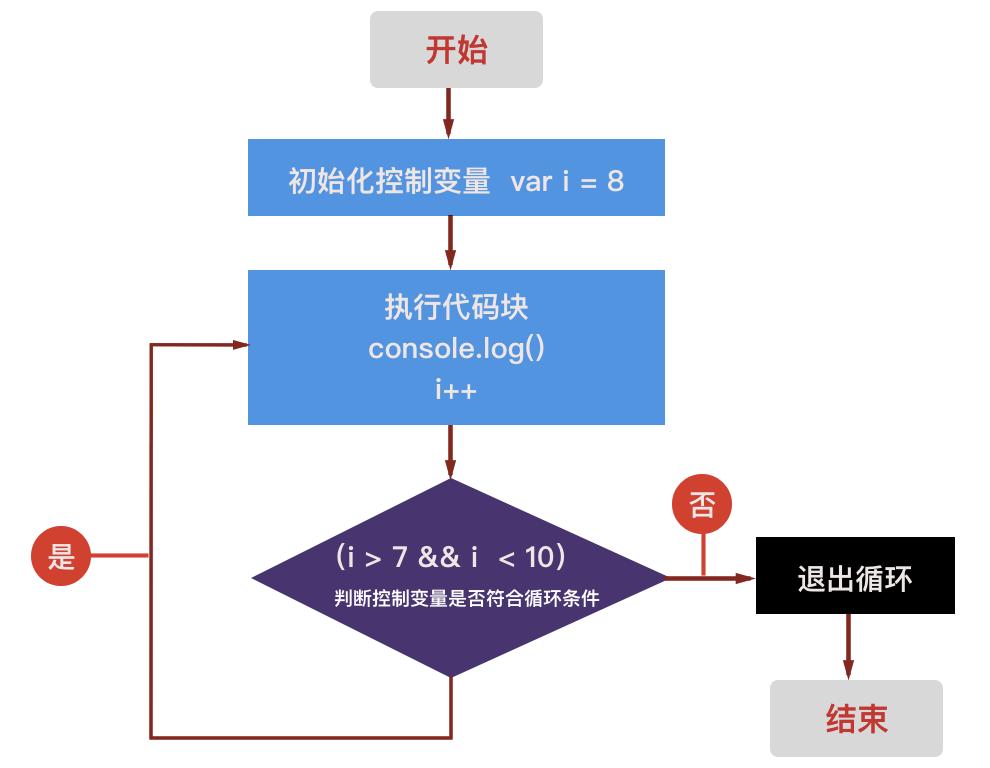 开始
初始化控制变量 var i = 8
执行代码块
console.log()
i++
否
(i > 7 && i < 10)
是
退出循环
判断控制变量是否符合循环条件
结束